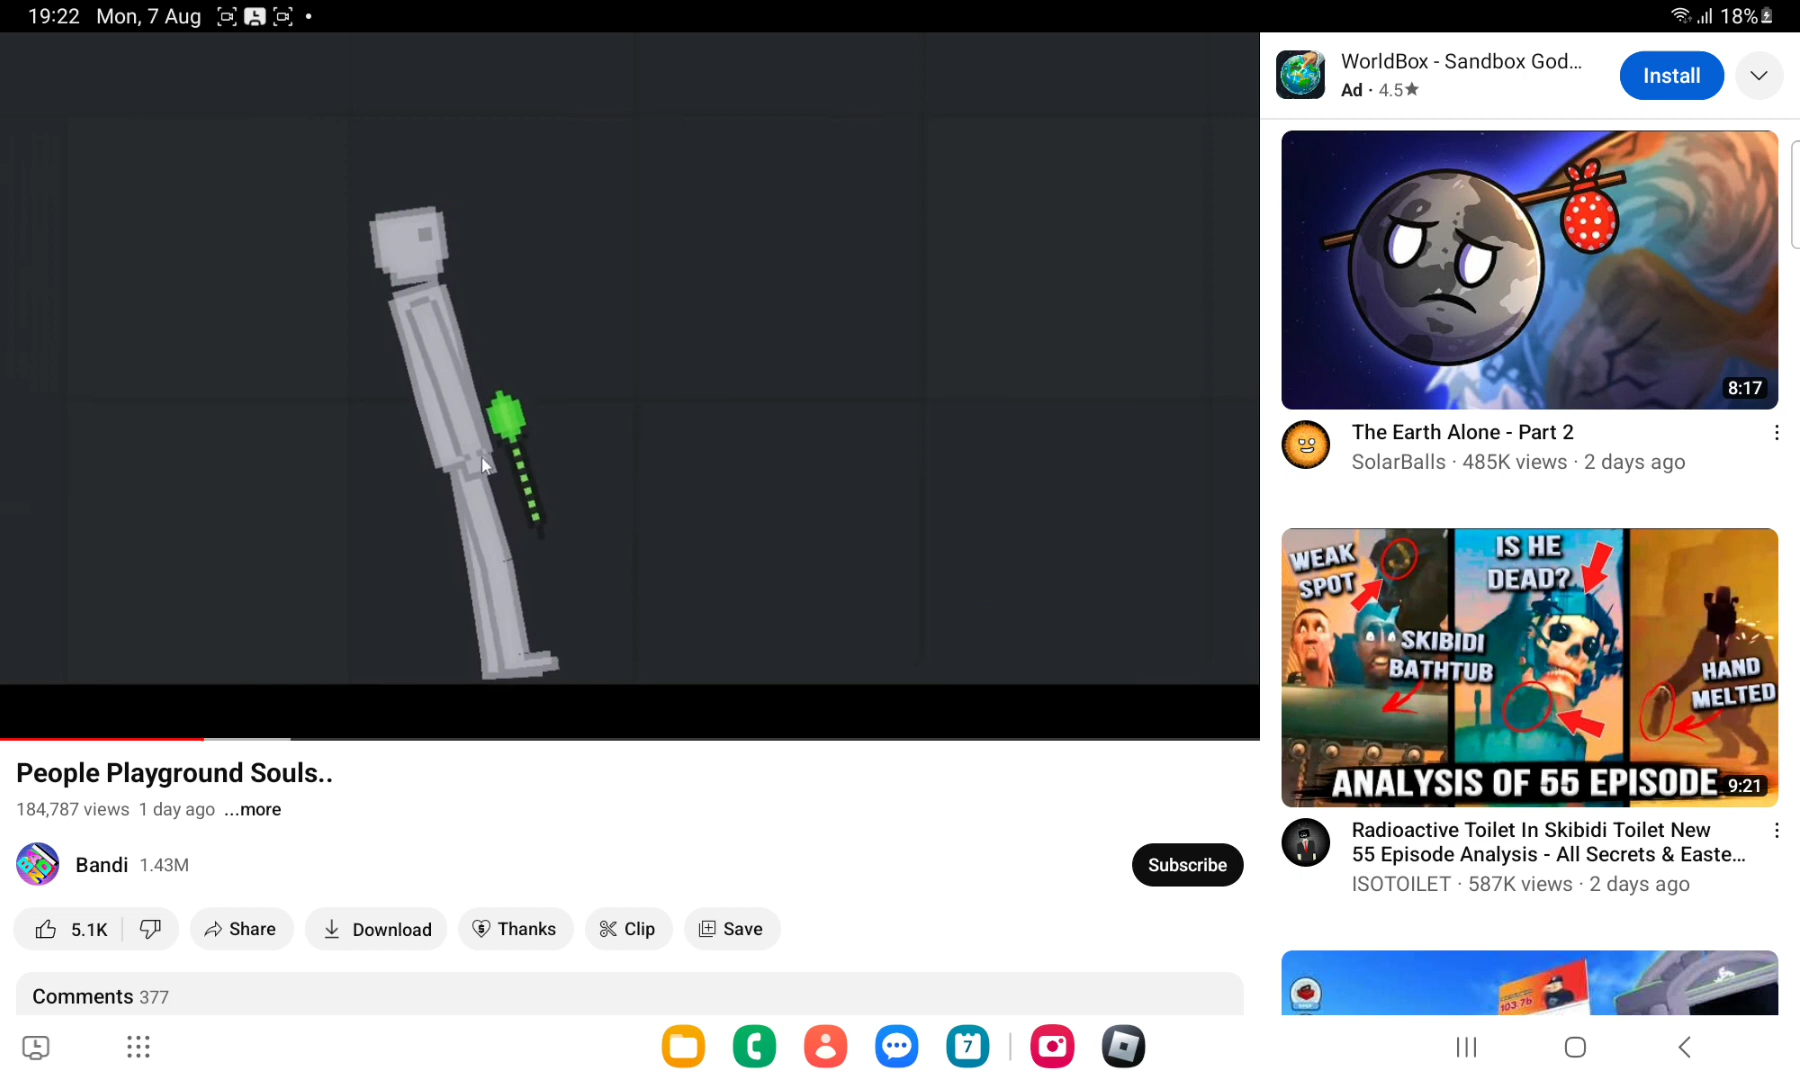 19:22 Mon, 7 Aug
18%
WorldBox - Sandbox God...
Ad · 4.5★
Install
8:17
The Earth Alone - Part 2
SolarBalls · 485K views · 2 days ago
WEAK
SPOT
IS HE
DEAD?
SKIBIDI
BATHTUB
HAND
MELTED
ANALYSIS OF 55 EPISODE
9:21
Radioactive Toilet In Skibidi Toilet New
55 Episode Analysis - All Secrets & Easte...
ISOTOILET · 587K views · 2 days ago
103.76
People Playground Souls..
184,787 views 1 day ago ...more
Bandi 1.43M
Subscribe
5.1K
Share
Download
Thanks
Clip
Save
Comments 377
7